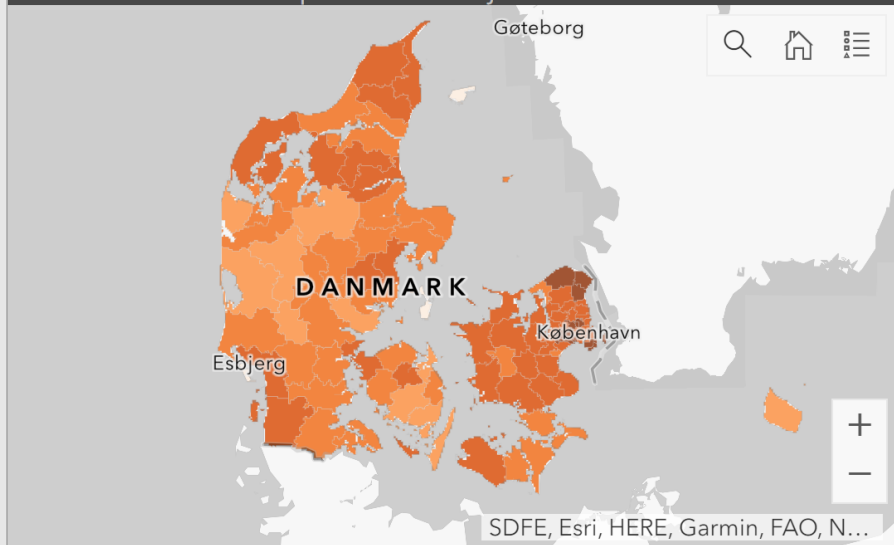 Gøteborg
DANMARK
København
Esbjerg
SDFE, Esri, HERE, Garmin, FAO, N...